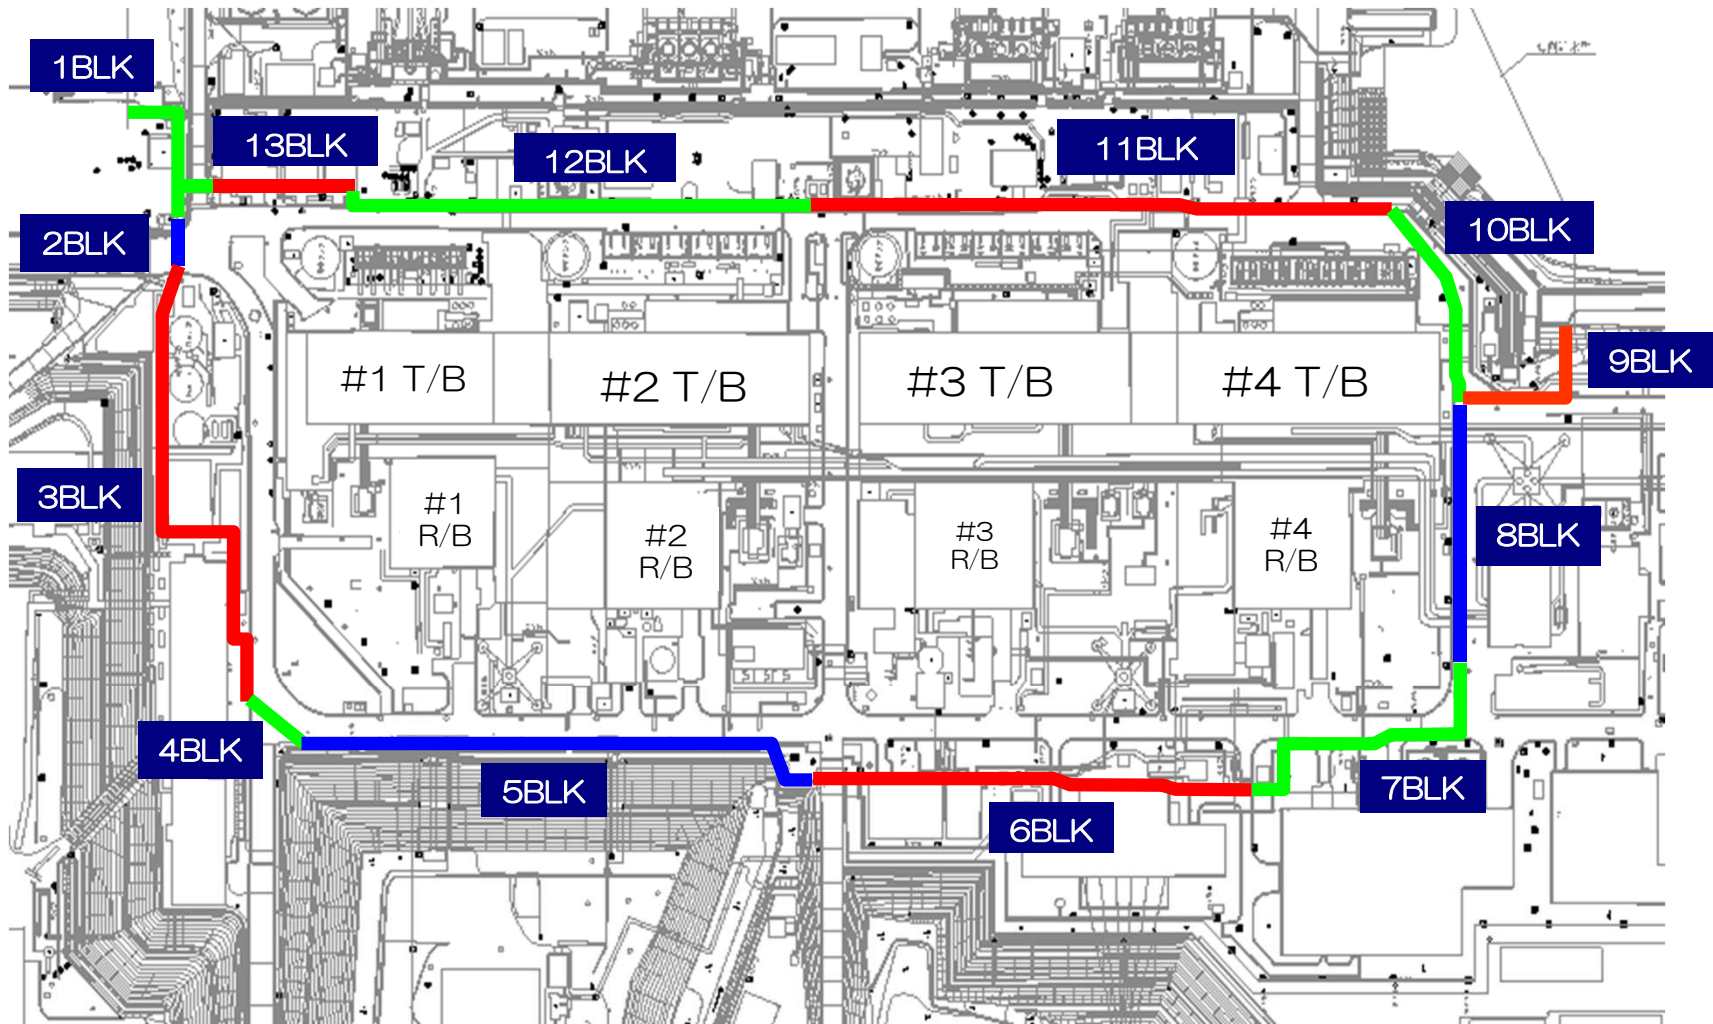 1BLK
13BLK
12BLK
11BLK
2BLK
10BLK
#1 T/B
#2 T/B
#3 T/B
#4 T/B
9BLK
3BLK
#1
R/B
#2
R/B
#3
R/B
#4
R/B
8BLK
4BLK
5BLK
6BLK
7BLK